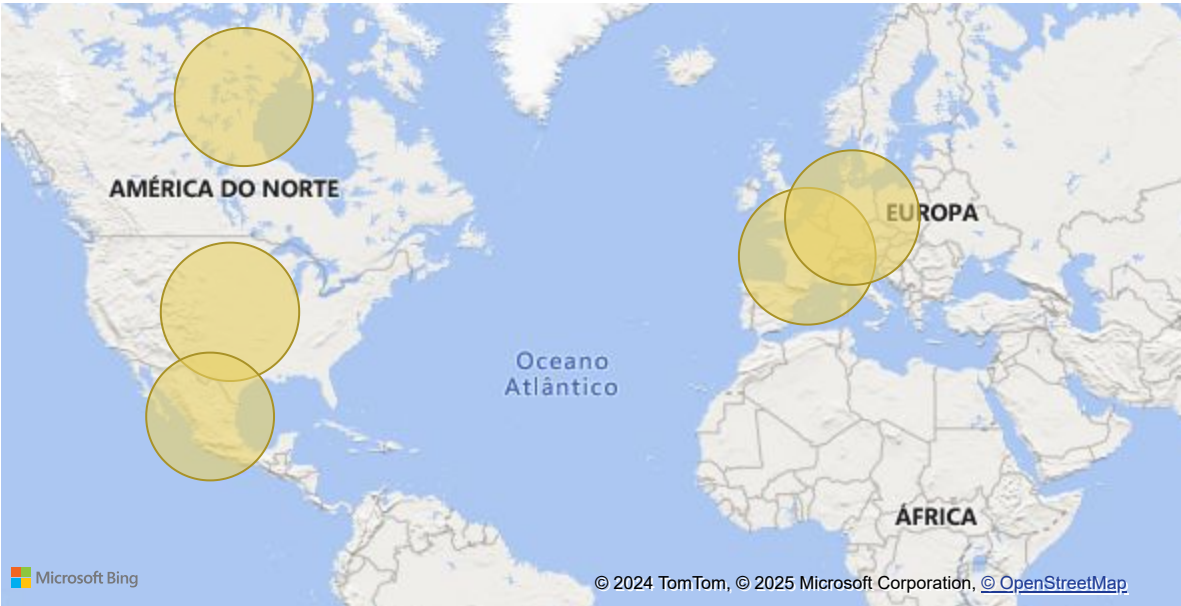 AMÉRICA DO NORTE
EUROPA
Oceano
Atlântico
ÁFRICA
Microsoft Bing
© 2024 TomTom, © 2025 Microsoft Corporation, © OpenStreetMap